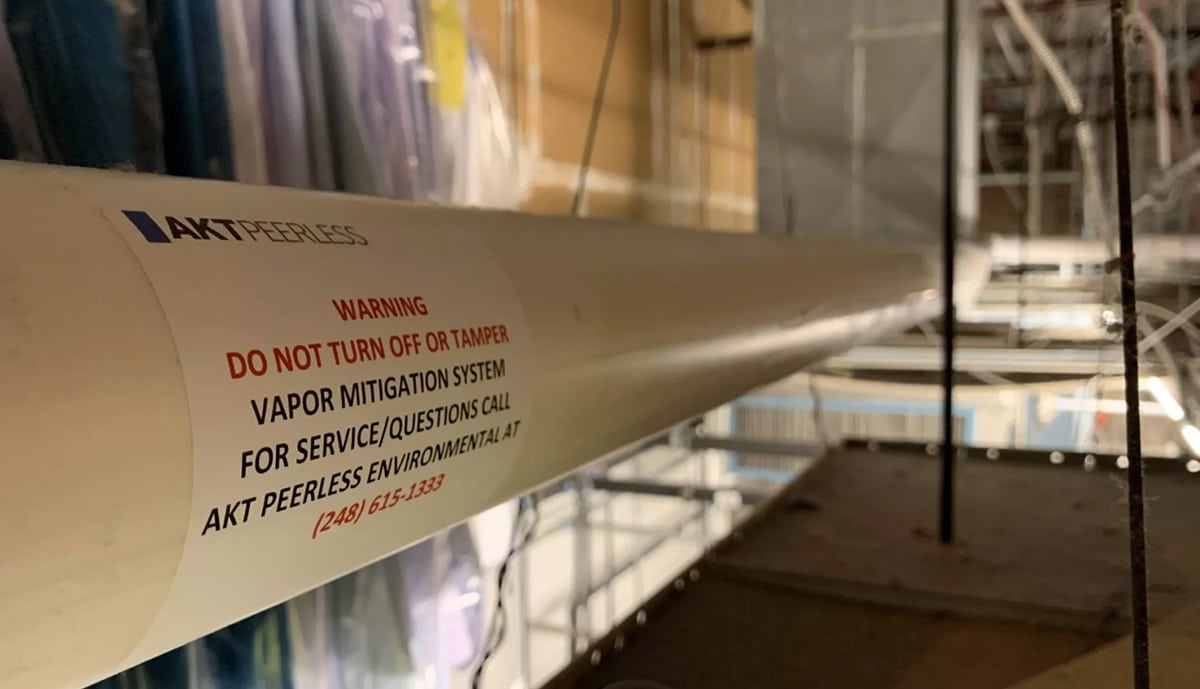 AKTPEERLESS
WARNING
DO NOT TURN OFF OR TAMPER
VAPOR MITIGATION SYSTEM
FOR SERVICE/QUESTIONS CALL
AKT PEERLESS ENVIRONMENTAL AT
(248) 615-1333